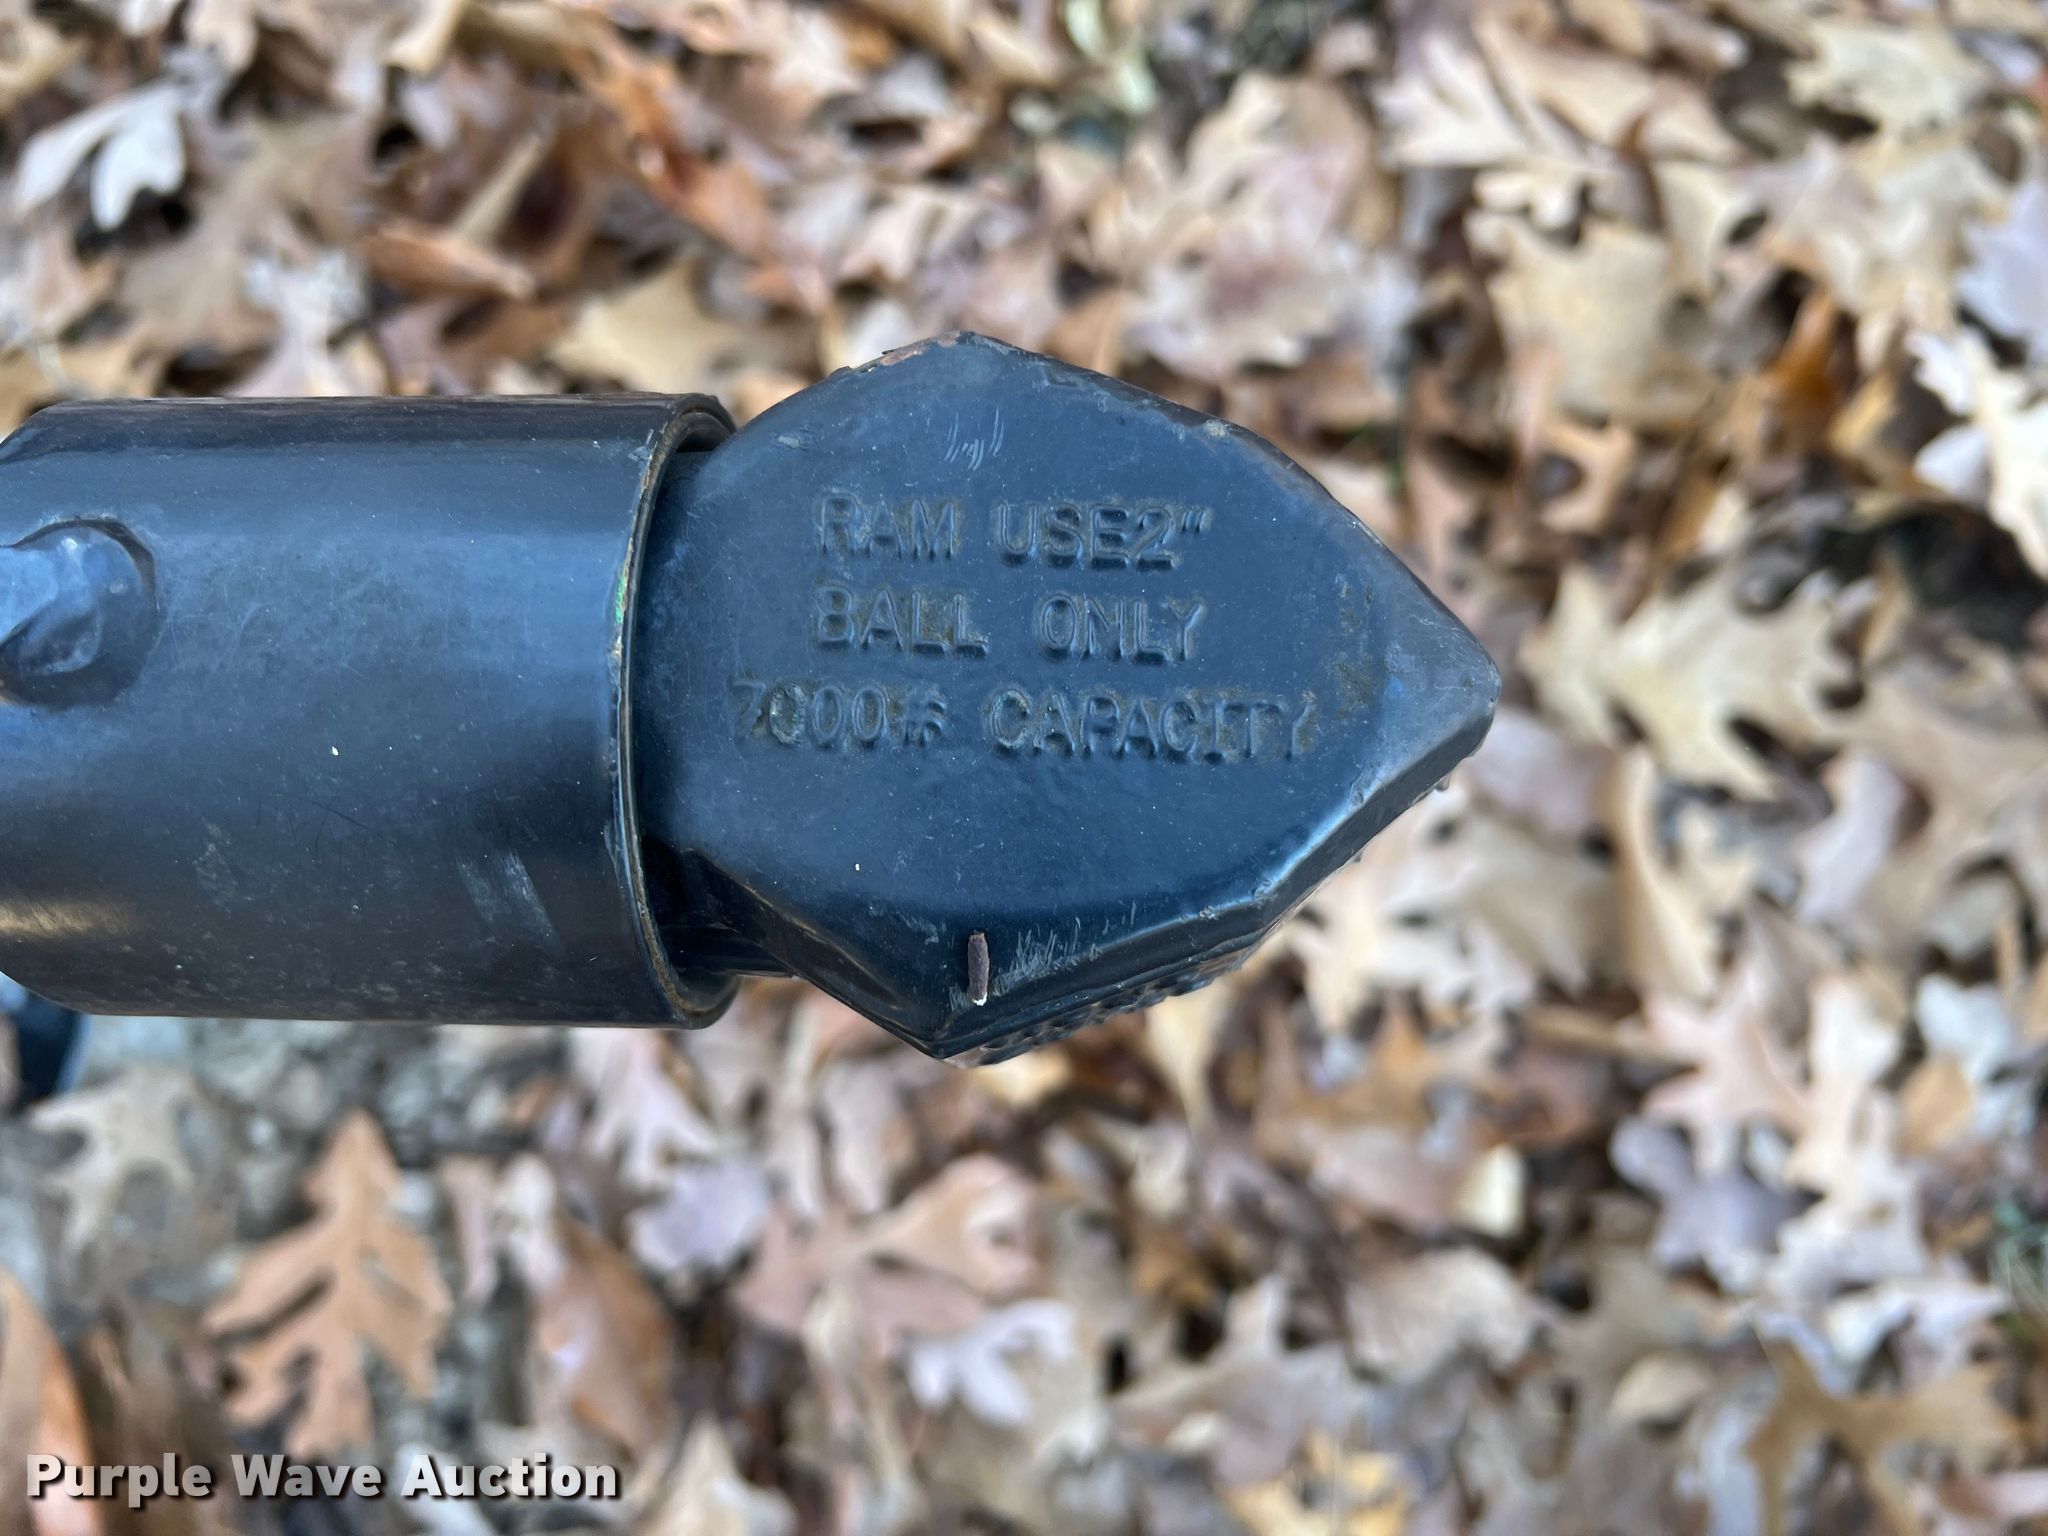 RAM USE2"
BALL ONLY
7000# CAPACITY
Purple Wave Auction